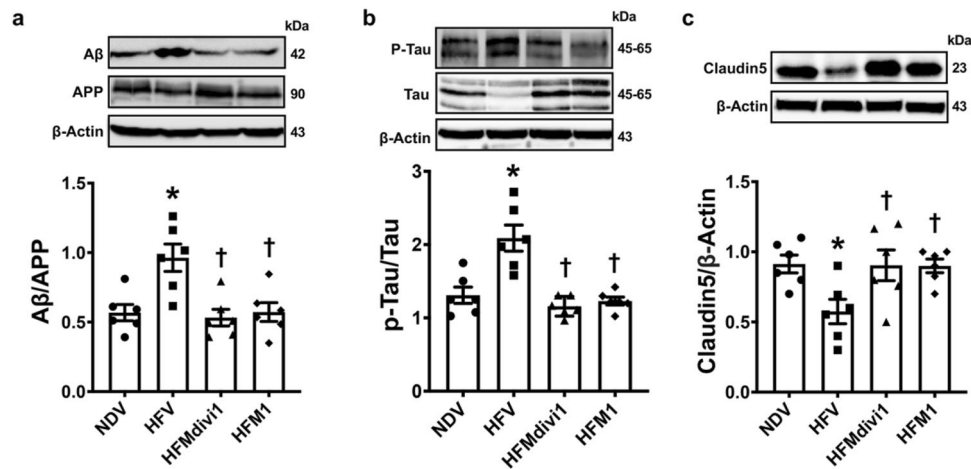 a
kDa
Aβ 42
APP 90
β-Actin 43
1.5
1.0
0.5
0.0
Aβ/APP
*
†
†
NDV
HFV
HFMdivi1
HFM1
b
kDa
P-Tau 45-65
Tau 45-65
β-Actin 43
3
2
1
0
p-Tau/Tau
*
†
†
NDV
HFV
HFMdivi1
HFM1
c
kDa
Claudin5 23
β-Actin 43
1.5
1.0
0.5
0.0
Claudin5/β-Actin
*
†
†
NDV
HFV
HFMdivi1
HFM1